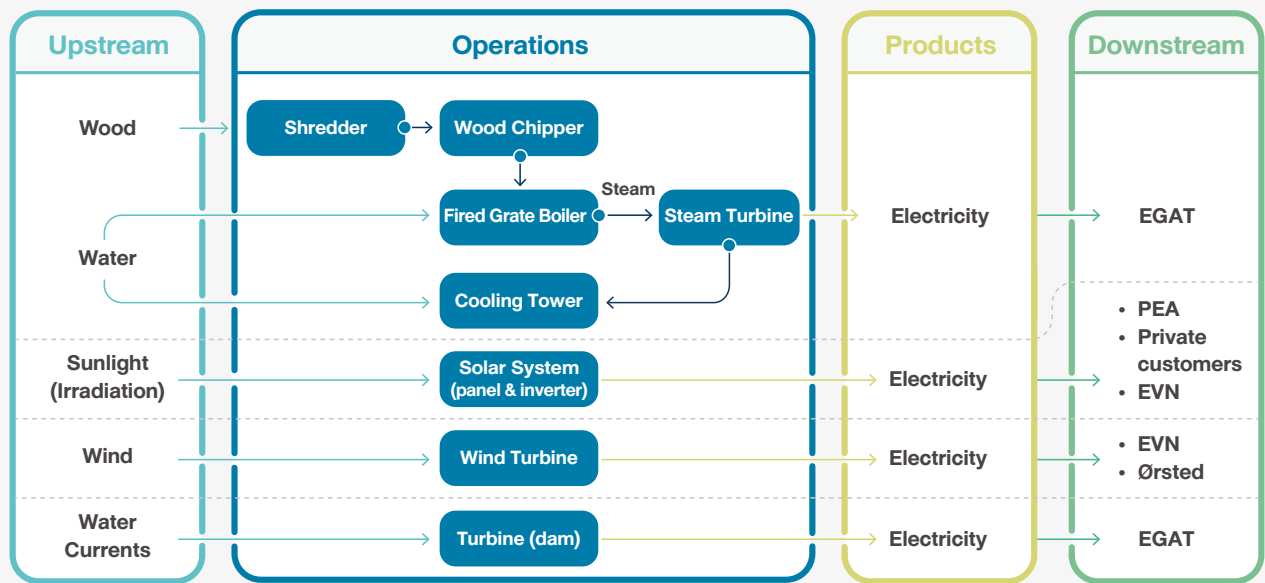 Upstream
Operations
Products
Downstream
Wood
Shredder
Wood Chipper
Steam
Fired Grate Boiler
Steam Turbine
Electricity
EGAT
Water
Cooling Tower
Sunlight
(Irradiation)
Solar System
(panel & inverter)
Electricity
• PEA
• Private
customers
• EVN
Wind
Wind Turbine
Electricity
• EVN
• Ørsted
Water
Currents
Turbine (dam)
Electricity
EGAT